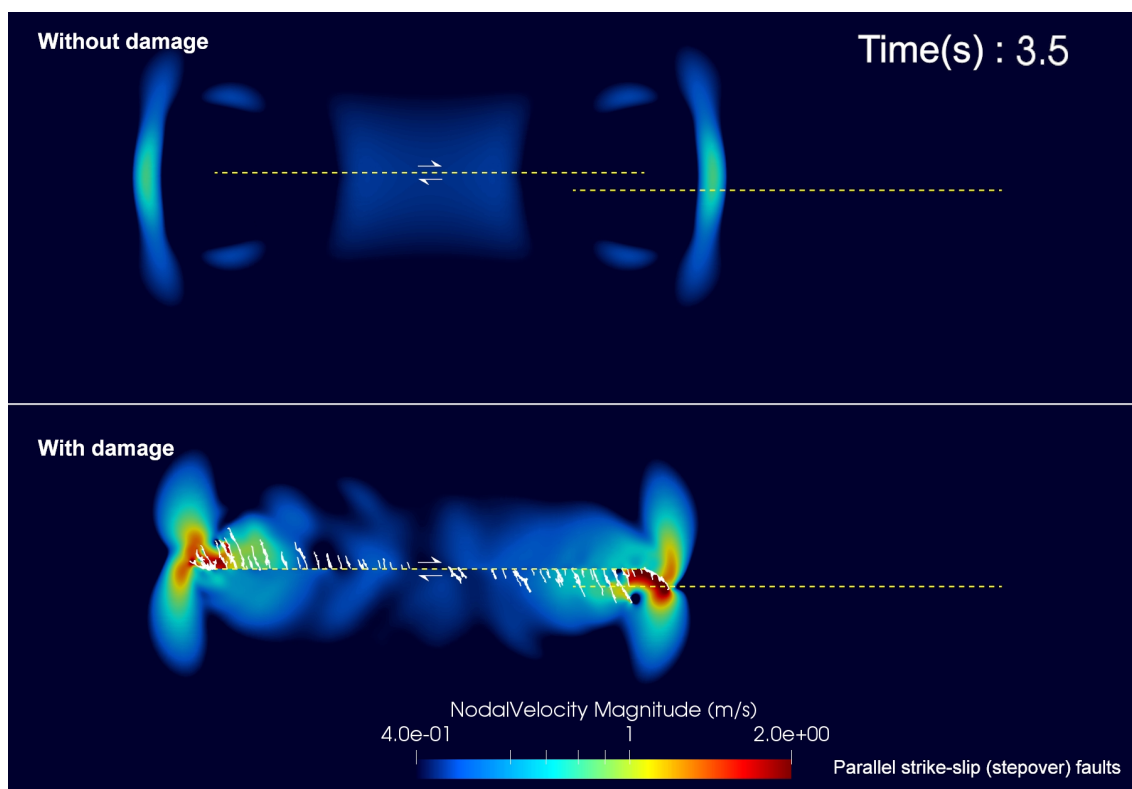 Without damage
Time(s) : 3.5
With damage
NodalVelocity Magnitude (m/s)
4.0e-01 1 2.0e+00
Parallel strike-slip (stepover) faults